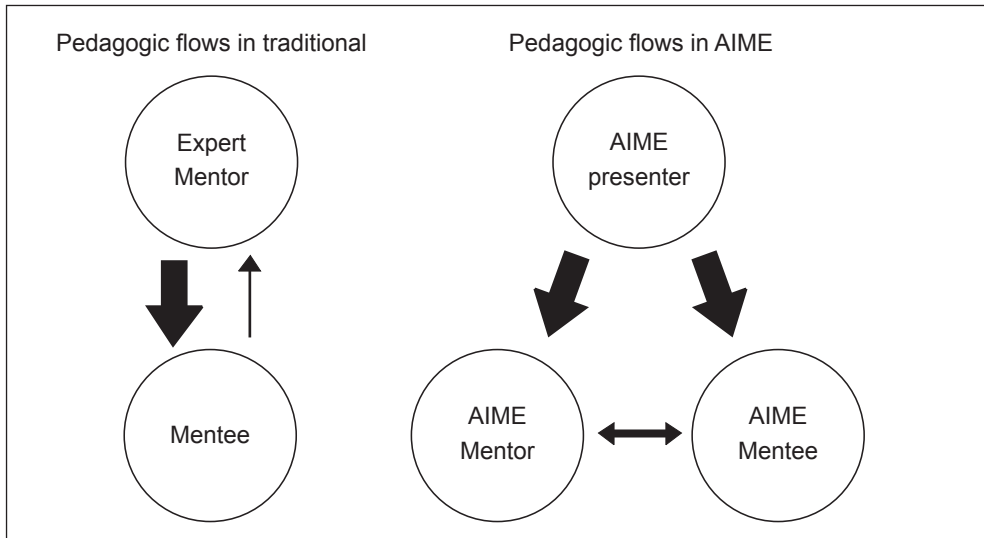 Pedagogic flows in traditional
Expert
Mentor
Mentee
Pedagogic flows in AIME
AIME
presenter
AIME
Mentor
AIME
Mentee